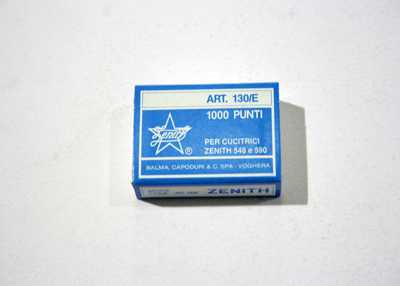 ART. 130/E
1000 PUNTI
Zenith
®
PER CUCITRICI
ZENITH 548 e 590
BALMA, CAPODURI & C. SPA - VOGHERA
ZENITH